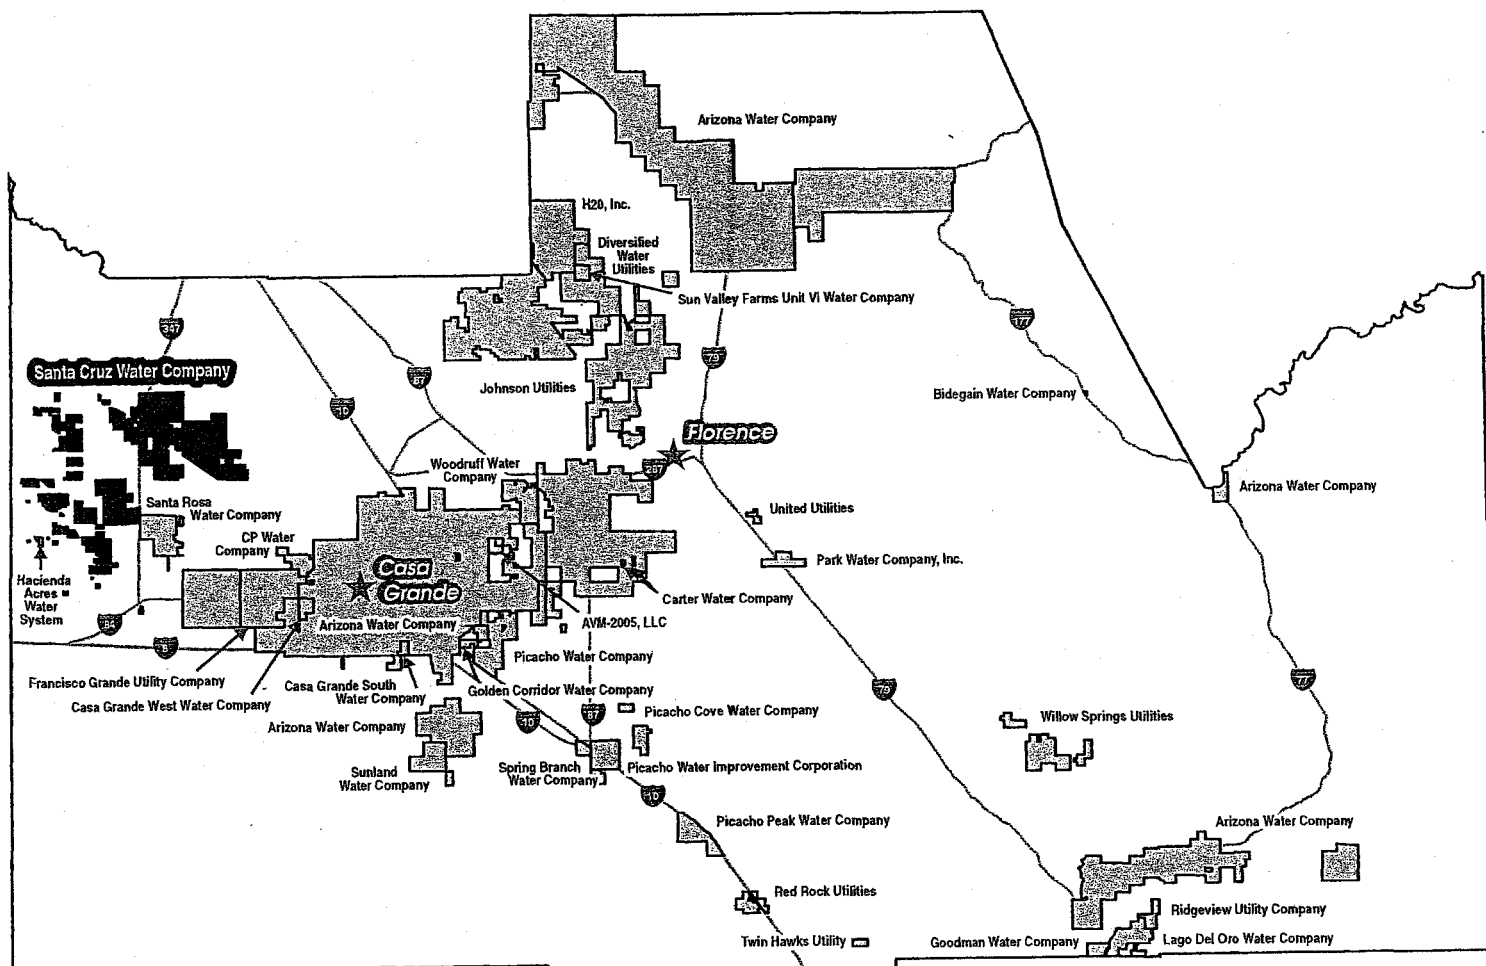 Arizona Water Company
H20, Inc.
Diversified
Water
Utilities
Sun Valley Farms Unit VI Water Company
177
347
79
Santa Cruz Water Company
87
Johnson Utilities
Bidegain Water Company
10
Florence
Woodruff Water
Company
Arizona Water Company
Santa Rosa
Water Company
United Utilities
CP Water
Company
Park Water Company, Inc.
Casa
Grande
Hacienda
Acres
Water
System
Carter Water Company
Arizona Water Company
AVM-2005, LLC
Picacho Water Company
Francisco Grande Utility Company
Casa Grande South
Water Company
Golden Corridor Water Company
77
79
Casa Grande West Water Company
Picacho Cove Water Company
Willow Springs Utilities
Arizona Water Company
10
87
Spring Branch
Water Company
Picacho Water Improvement Corporation
Sunland
Water Company
10
Picacho Peak Water Company
Arizona Water Company
Red Rock Utilities
Ridgeview Utility Company
Twin Hawks Utility
Goodman Water Company
Lago Del Oro Water Company